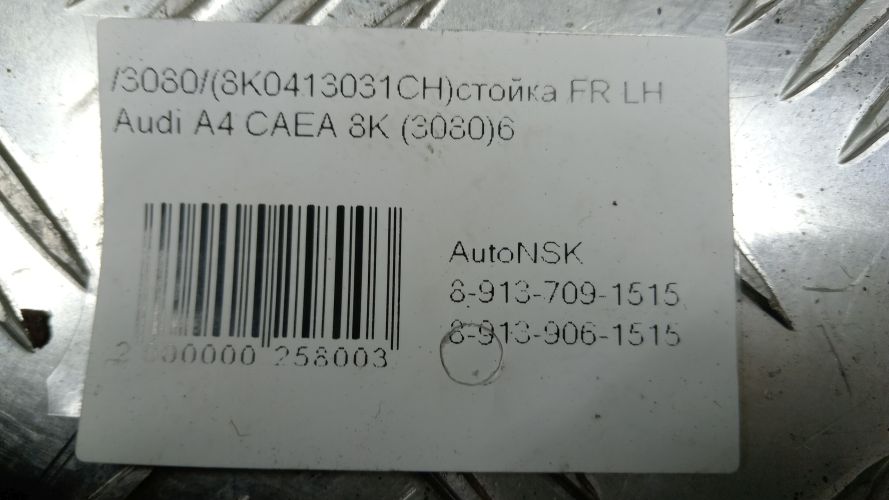 /3080/(8K0413031CH)стойка FR LH
Audi A4 CAEA 8K (3080)6
AutoNSK
8-913-709-1515
8-913-906-1515
2 000000 258003